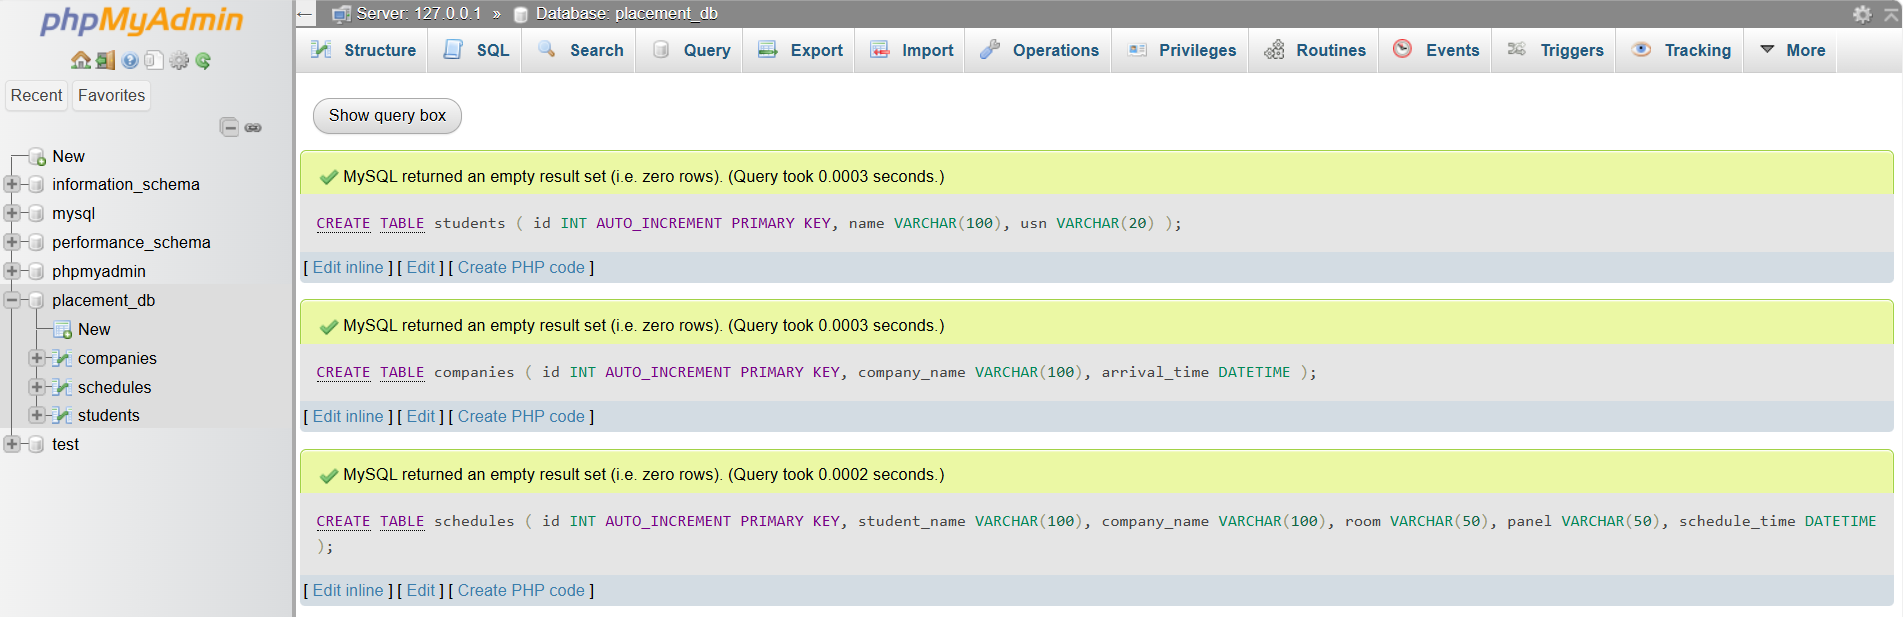 phpMyAdmin
Recent Favorites
New
information_schema
mysql
performance_schema
phpmyadmin
placement_db
New
companies
schedules
students
test
Server: 127.0.0.1 » Database: placement_db
Structure SQL Search Query Export Import Operations Privileges Routines Events Triggers Tracking More
Show query box
MySQL returned an empty result set (i.e. zero rows). (Query took 0.0003 seconds.)
CREATE TABLE students ( id INT AUTO_INCREMENT PRIMARY KEY, name VARCHAR(100), usn VARCHAR(20) );
[ Edit inline ] [ Edit ] [ Create PHP code ]
MySQL returned an empty result set (i.e. zero rows). (Query took 0.0003 seconds.)
CREATE TABLE companies ( id INT AUTO_INCREMENT PRIMARY KEY, company_name VARCHAR(100), arrival_time DATETIME );
[ Edit inline ] [ Edit ] [ Create PHP code ]
MySQL returned an empty result set (i.e. zero rows). (Query took 0.0002 seconds.)
CREATE TABLE schedules ( id INT AUTO_INCREMENT PRIMARY KEY, student_name VARCHAR(100), company_name VARCHAR(100), room VARCHAR(50), panel VARCHAR(50), schedule_time DATETIME
);
[ Edit inline ] [ Edit ] [ Create PHP code ]